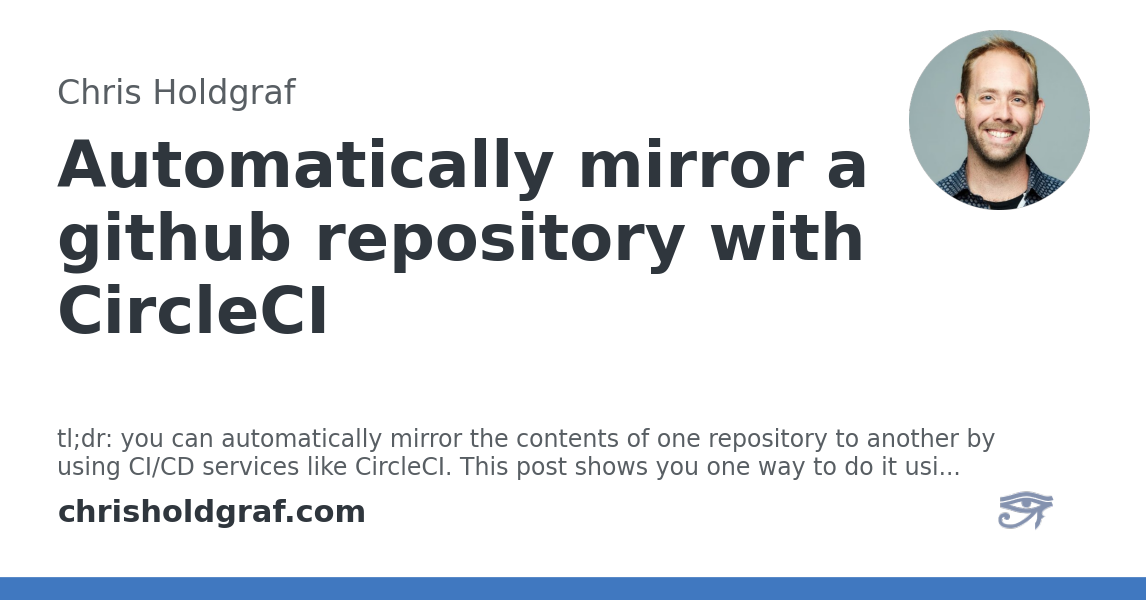 Chris Holdgraf
Automatically mirror a
github repository with
CircleCI
tl;dr: you can automatically mirror the contents of one repository to another by
using CI/CD services like CircleCI. This post shows you one way to do it usi...
chrisholdgraf.com